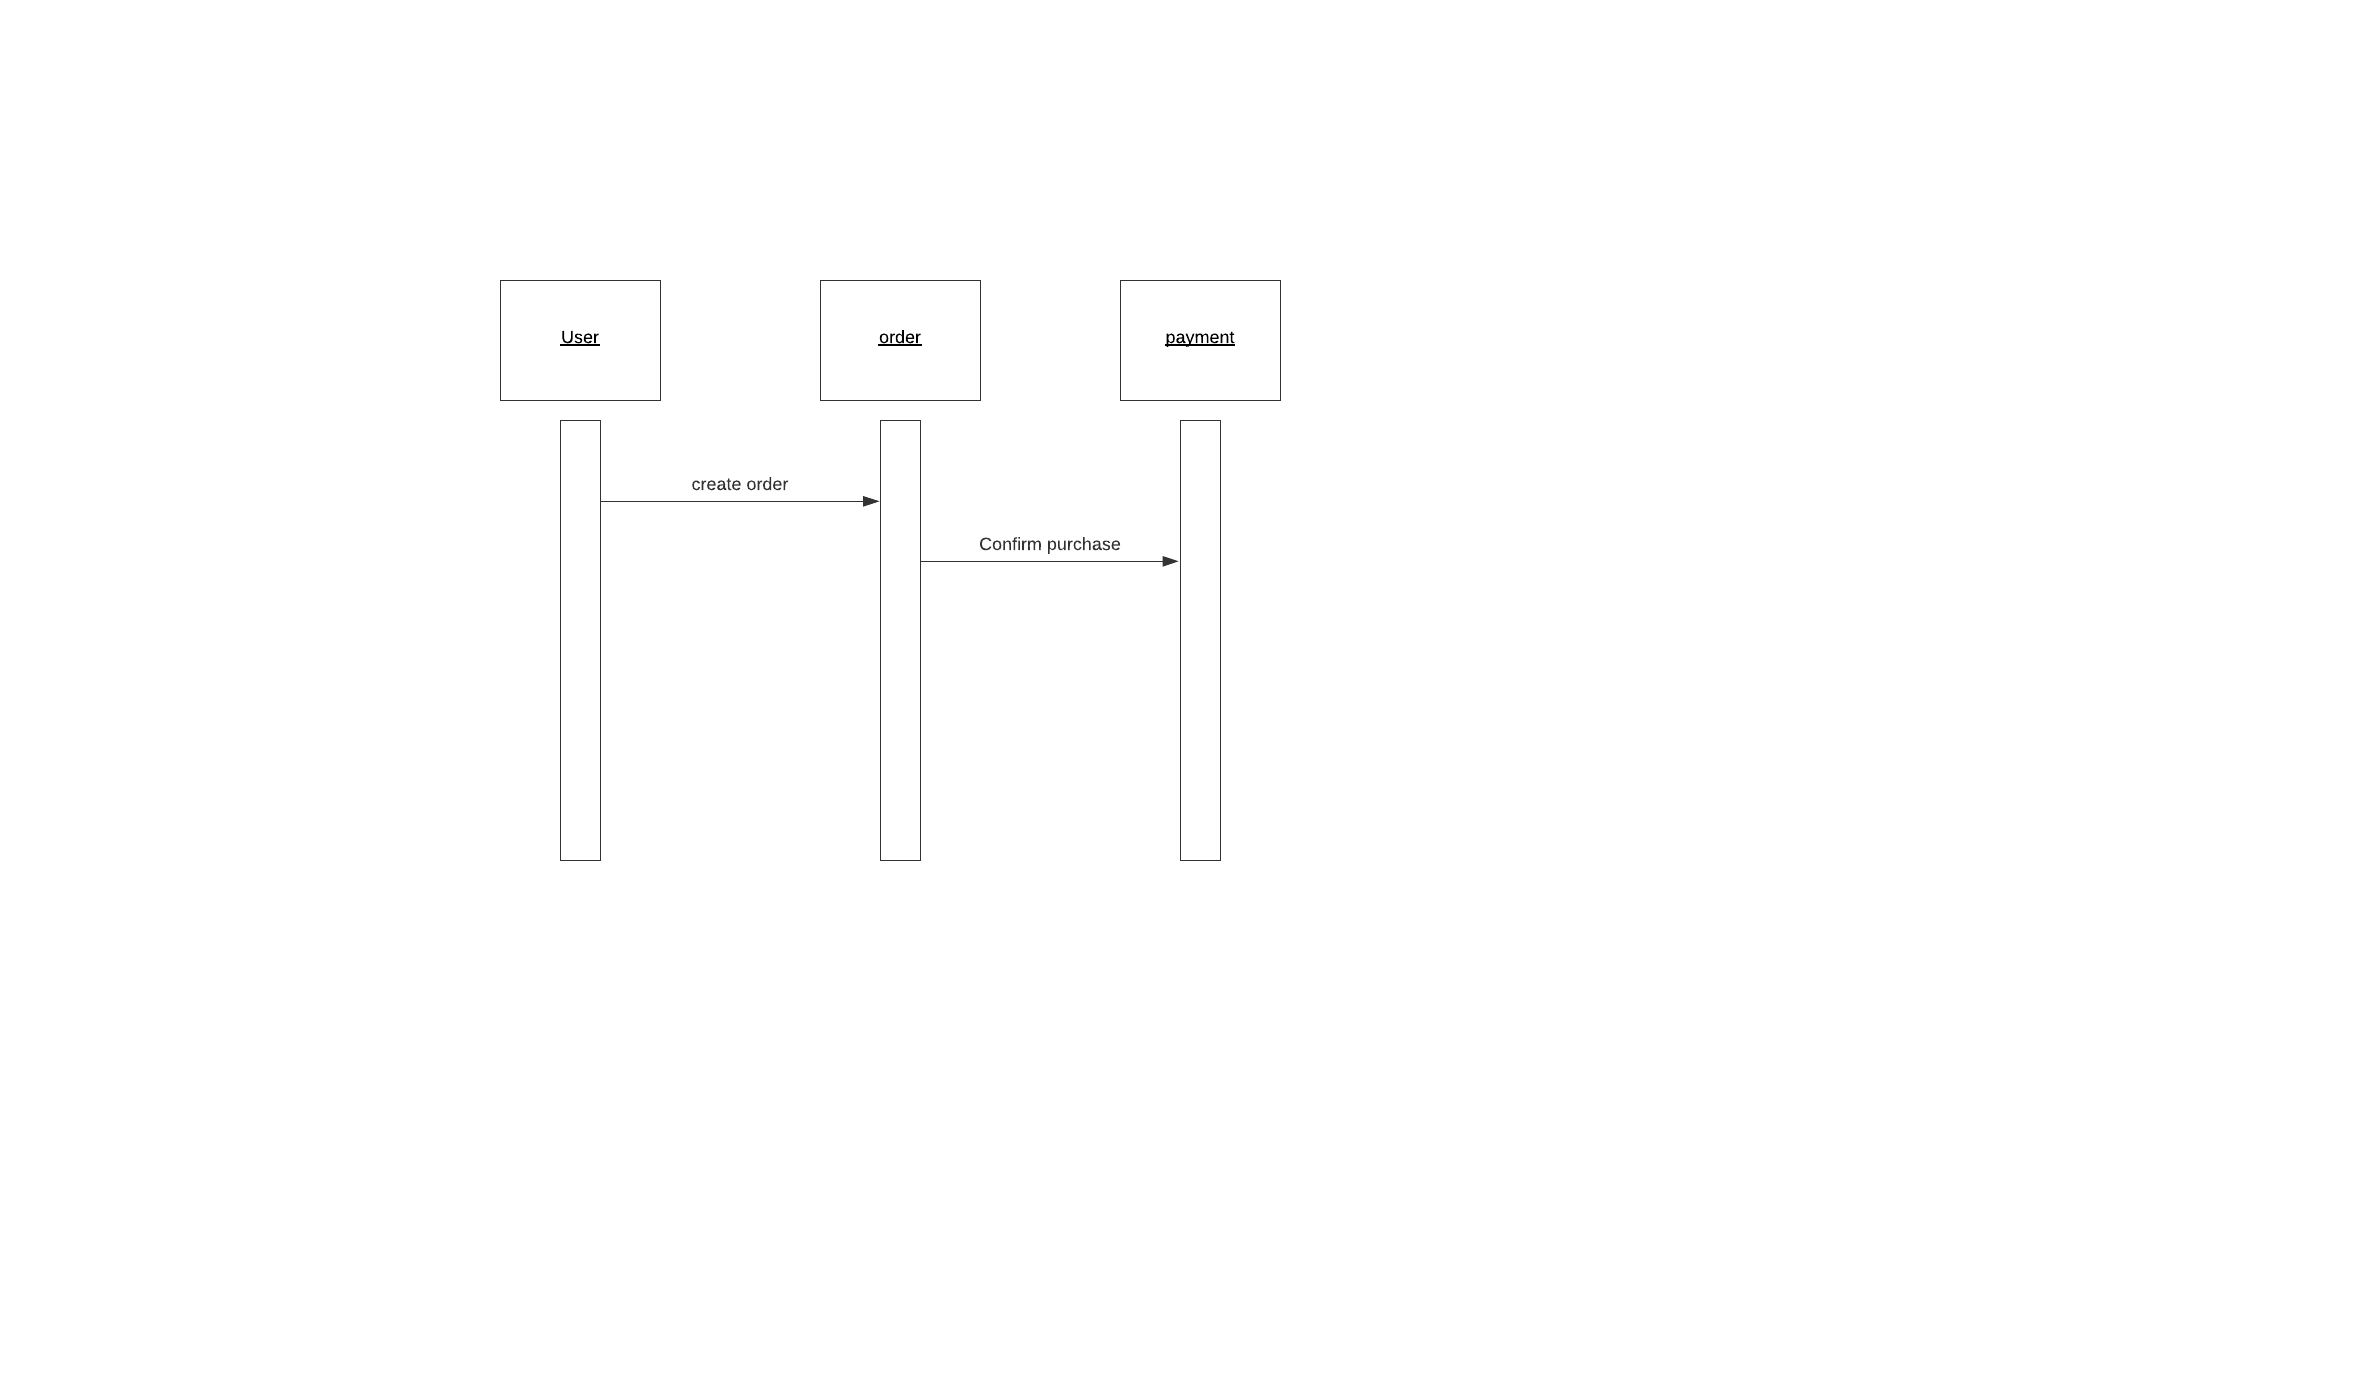 User
order
payment
create order
Confirm purchase